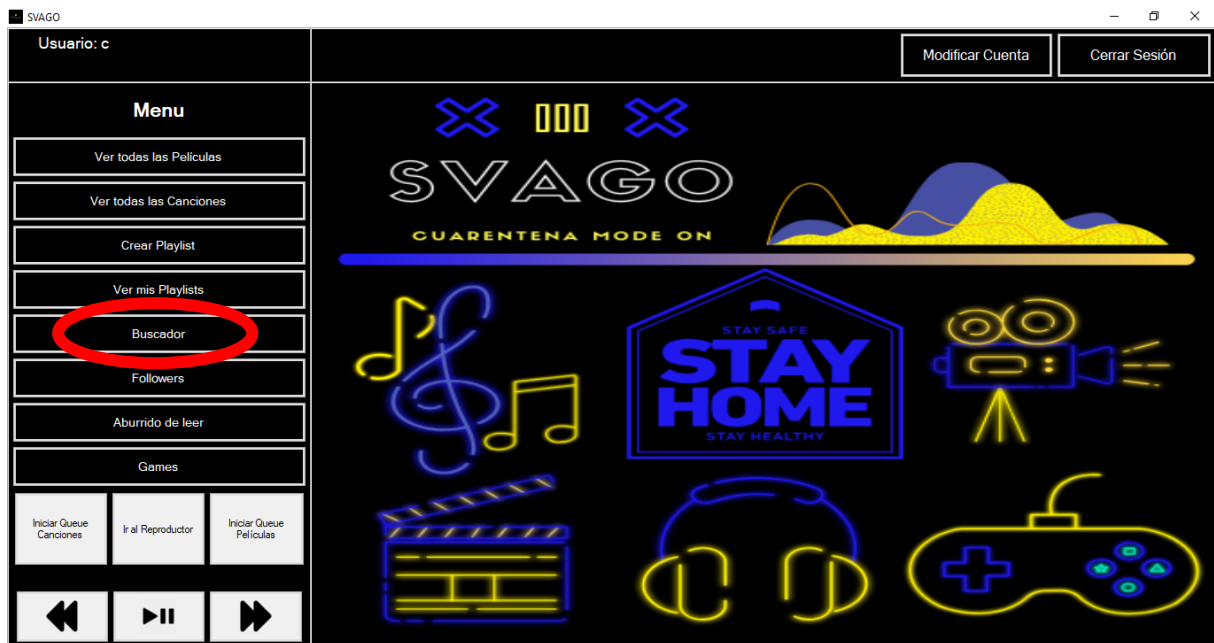 SVAGO
Usuario: c
Modificar Cuenta
Cerrar Sesión
Menu
Ver todas las Películas
Ver todas las Canciones
Crear Playlist
Ver mis Playlists
Buscador
Followers
Aburrido de leer
Games
Iniciar Queue
Canciones
Ir al Reproductor
Iniciar Queue
Películas
SVAGO
CUARENTENA MODE ON
STAY SAFE
STAY
HOME
STAY HEALTHY